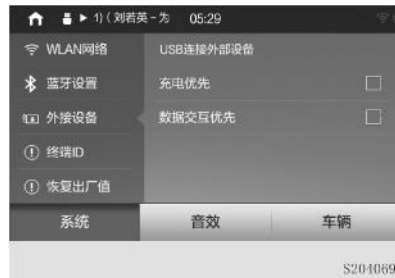 1) (刘若英 - 为 05:29
WLAN网络
USB连接外部设备
蓝牙设置
充电优先
外接设备
数据交互优先
终端ID
恢复出厂值
系统
音效
车辆
S204069